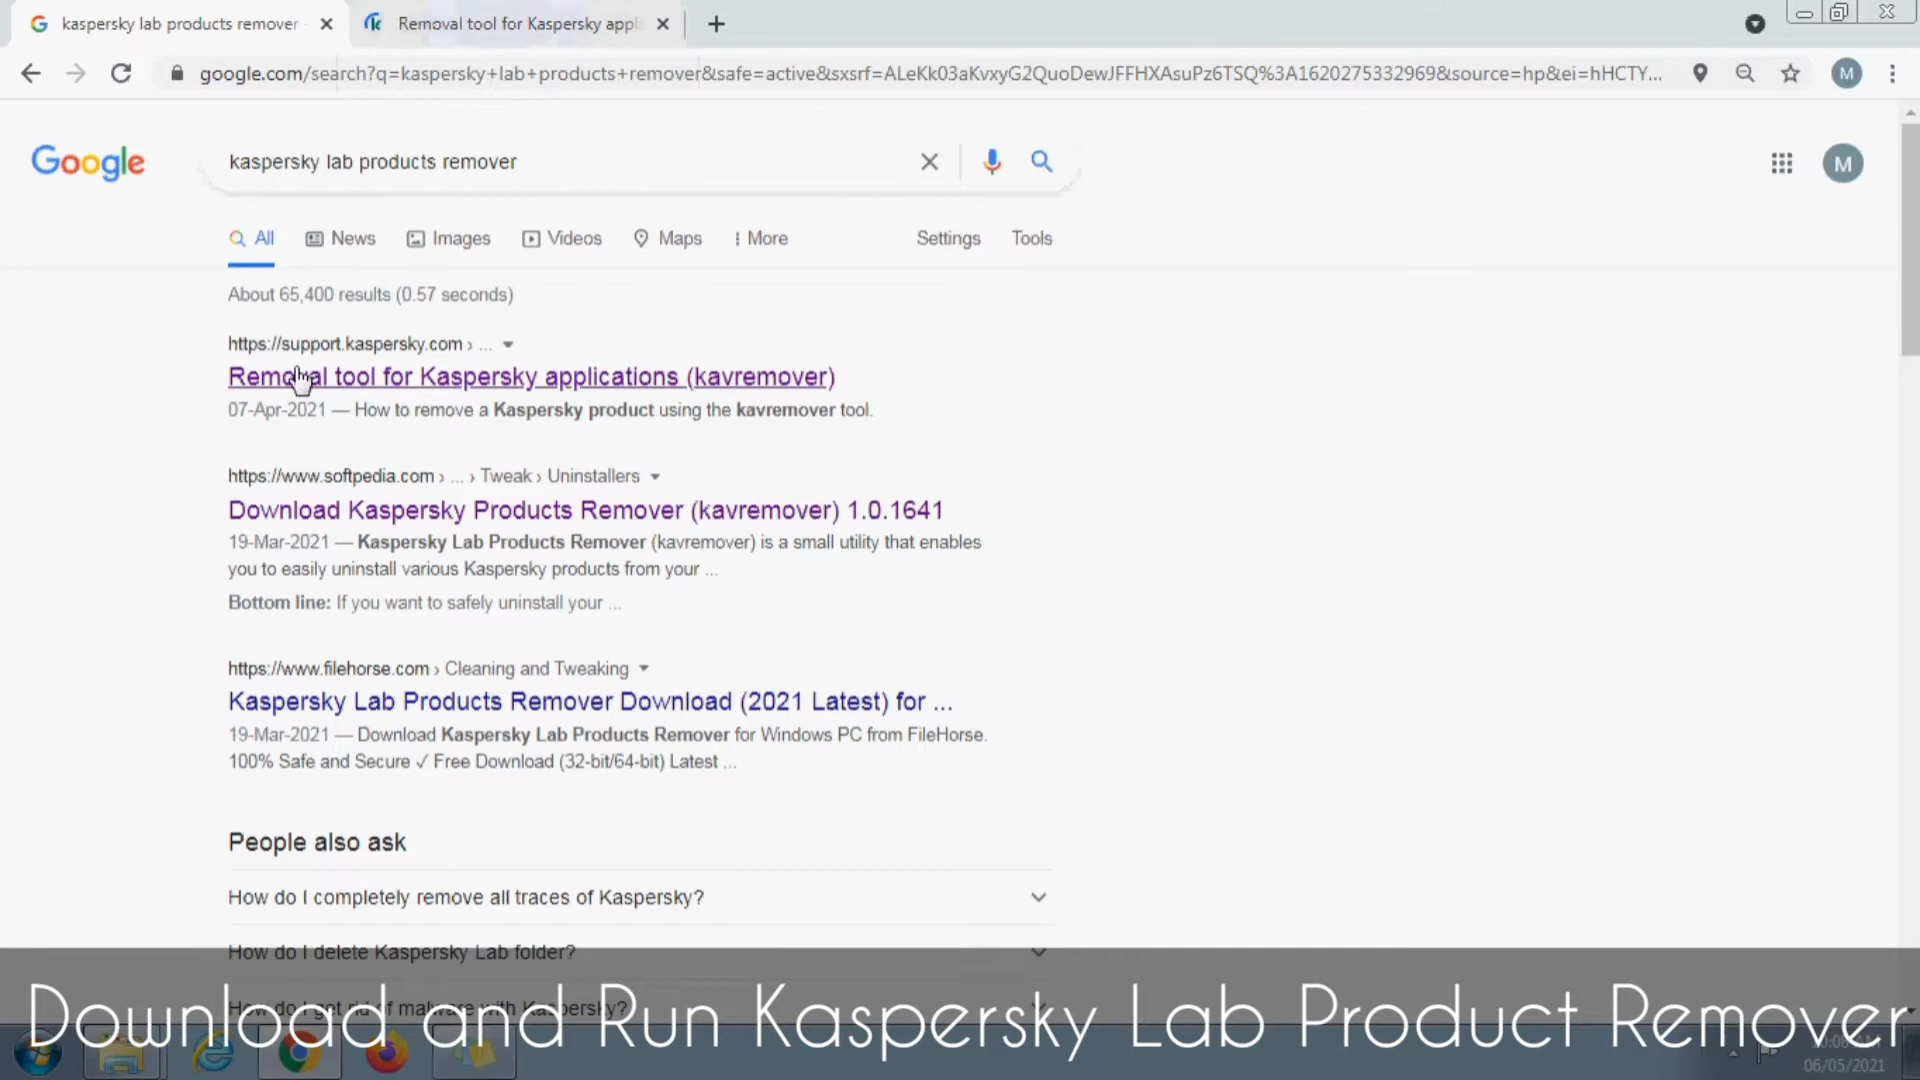 kaspersky lab products remover
Removal tool for Kaspersky appl
google.com/search?q=kaspersky+lab+products+remover&safe=active&sxsrf=ALeKk03aKvxyG2QuoDewJFFHXAsuPz6TSQ%3A1620275332969&source=hp&ei=hHCTY...
M
Google
kaspersky lab products remover
M
All
News
Images
Videos
Maps
More
Settings
Tools
About 65,400 results (0.57 seconds)
https://support.kaspersky.com › ...
Removal tool for Kaspersky applications (kavremover)
07-Apr-2021 — How to remove a Kaspersky product using the kavremover tool.
https://www.softpedia.com › ... › Tweak › Uninstallers
Download Kaspersky Products Remover (kavremover) 1.0.1641
19-Mar-2021 — Kaspersky Lab Products Remover (kavremover) is a small utility that enables
you to easily uninstall various Kaspersky products from your ...
Bottom line: If you want to safely uninstall your ...
https://www.filehorse.com › Cleaning and Tweaking
Kaspersky Lab Products Remover Download (2021 Latest) for ...
19-Mar-2021 — Download Kaspersky Lab Products Remover for Windows PC from FileHorse.
100% Safe and Secure ✓ Free Download (32-bit/64-bit) Latest ...
People also ask
How do I completely remove all traces of Kaspersky?
How do I delete Kaspersky Lab folder?
How do I get rid of malware with Kaspersky?
Download and Run Kaspersky Lab Product Remover
06/05/2021